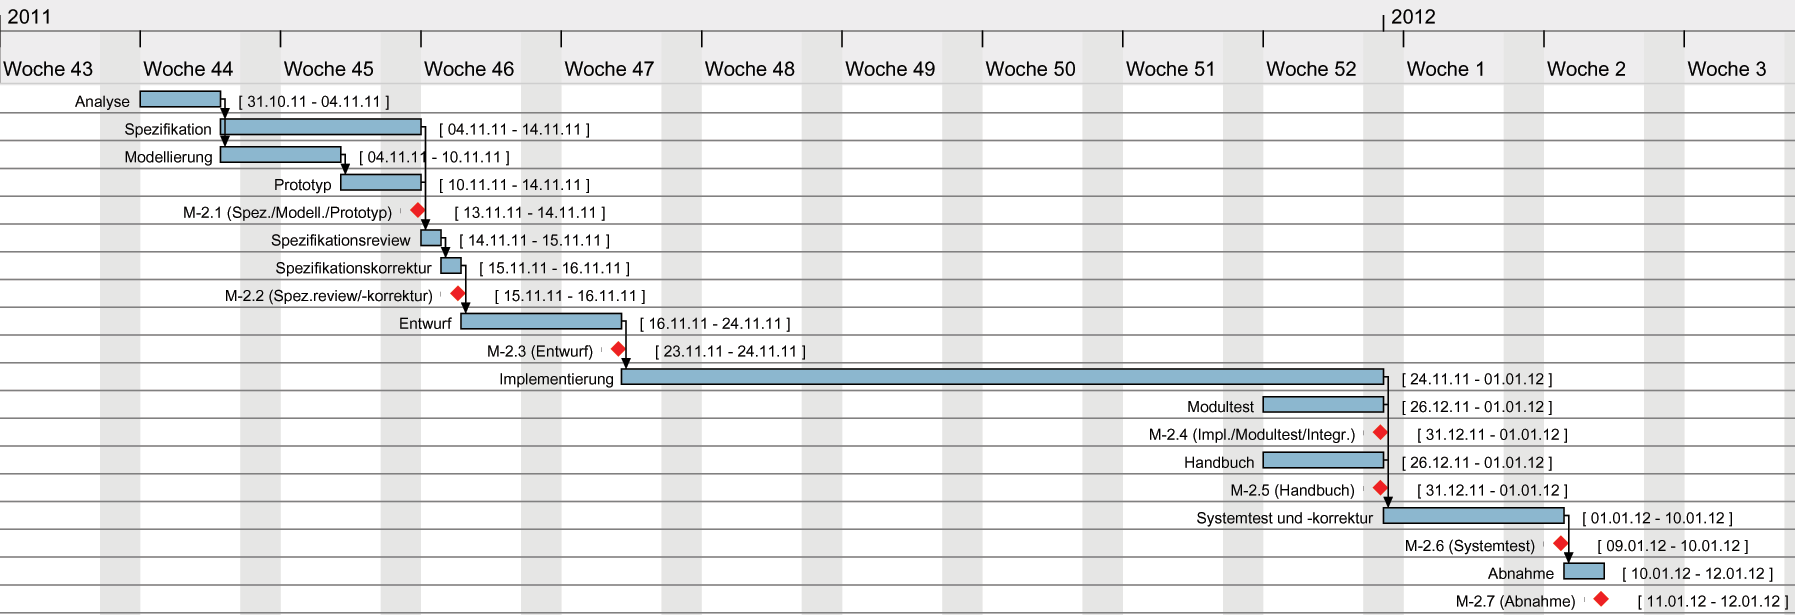 2011 2012
Woche 43 Woche 44 Woche 45 Woche 46 Woche 47 Woche 48 Woche 49 Woche 50 Woche 51 Woche 52 Woche 1 Woche 2 Woche 3
Analyse [ 31.10.11 - 04.11.11 ]
Spezifikation [ 04.11.11 - 14.11.11 ]
Modellierung [ 04.11.11 - 10.11.11 ]
Prototyp [ 10.11.11 - 14.11.11 ]
M-2.1 (Spez./Modell./Prototyp) [ 13.11.11 - 14.11.11 ]
Spezifikationsreview [ 14.11.11 - 15.11.11 ]
Spezifikationskorrektur [ 15.11.11 - 16.11.11 ]
M-2.2 (Spez.review/-korrektur) [ 15.11.11 - 16.11.11 ]
Entwurf [ 16.11.11 - 24.11.11 ]
M-2.3 (Entwurf) [ 23.11.11 - 24.11.11 ]
Implementierung [ 24.11.11 - 01.01.12 ]
Modultest [ 26.12.11 - 01.01.12 ]
M-2.4 (Impl./Modultest/Integr.) [ 31.12.11 - 01.01.12 ]
Handbuch [ 26.12.11 - 01.01.12 ]
M-2.5 (Handbuch) [ 31.12.11 - 01.01.12 ]
Systemtest und -korrektur [ 01.01.12 - 10.01.12 ]
M-2.6 (Systemtest) [ 09.01.12 - 10.01.12 ]
Abnahme [ 10.01.12 - 12.01.12 ]
M-2.7 (Abnahme) [ 11.01.12 - 12.01.12 ]